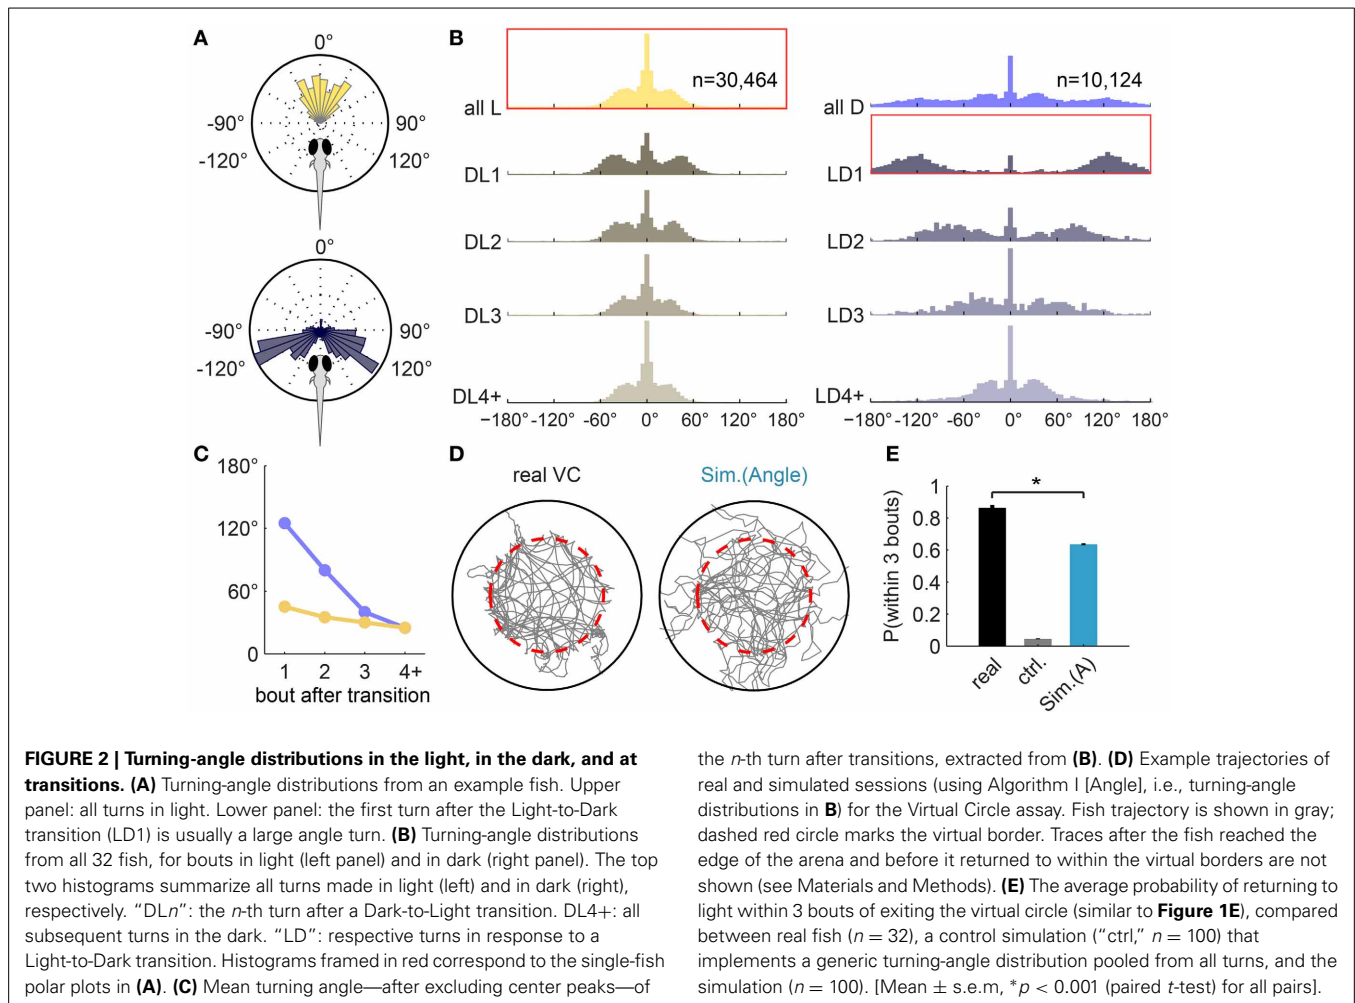 A
0°
-90°
90°
-120°
120°
0°
-90°
90°
-120°
120°
B
n=30,464
all L
DL1
DL2
DL3
DL4+
−180°
-120°
-60°
0°
60°
120°
180°
n=10,124
all D
LD1
LD2
LD3
LD4+
-180°
-120°
-60°
0°
60°
120°
180°
C
180°
120°
60°
0
1
2
3
4+
bout after transition
D
real VC
Sim.(Angle)
E
P(within 3 bouts)
1
0.8
0.6
0.4
0.2
0
*
real
ctrl.
Sim.(A)
FIGURE 2 | Turning-angle distributions in the light, in the dark, and at
transitions. (A) Turning-angle distributions from an example fish. Upper
panel: all turns in light. Lower panel: the first turn after the Light-to-Dark
transition (LD1) is usually a large angle turn. (B) Turning-angle distributions
from all 32 fish, for bouts in light (left panel) and in dark (right panel). The top
two histograms summarize all turns made in light (left) and in dark (right),
respectively. “DLn”: the n-th turn after a Dark-to-Light transition. DL4+: all
subsequent turns in the dark. “LD”: respective turns in response to a
Light-to-Dark transition. Histograms framed in red correspond to the single-fish
polar plots in (A). (C) Mean turning angle—after excluding center peaks—of
the n-th turn after transitions, extracted from (B). (D) Example trajectories of
real and simulated sessions (using Algorithm I [Angle], i.e., turning-angle
distributions in B) for the Virtual Circle assay. Fish trajectory is shown in gray;
dashed red circle marks the virtual border. Traces after the fish reached the
edge of the arena and before it returned to within the virtual borders are not
shown (see Materials and Methods). (E) The average probability of returning to
light within 3 bouts of exiting the virtual circle (similar to Figure 1E), compared
between real fish (n = 32), a control simulation (“ctrl,” n = 100) that
implements a generic turning-angle distribution pooled from all turns, and the
simulation (n = 100). [Mean ± s.e.m, *p < 0.001 (paired t-test) for all pairs].